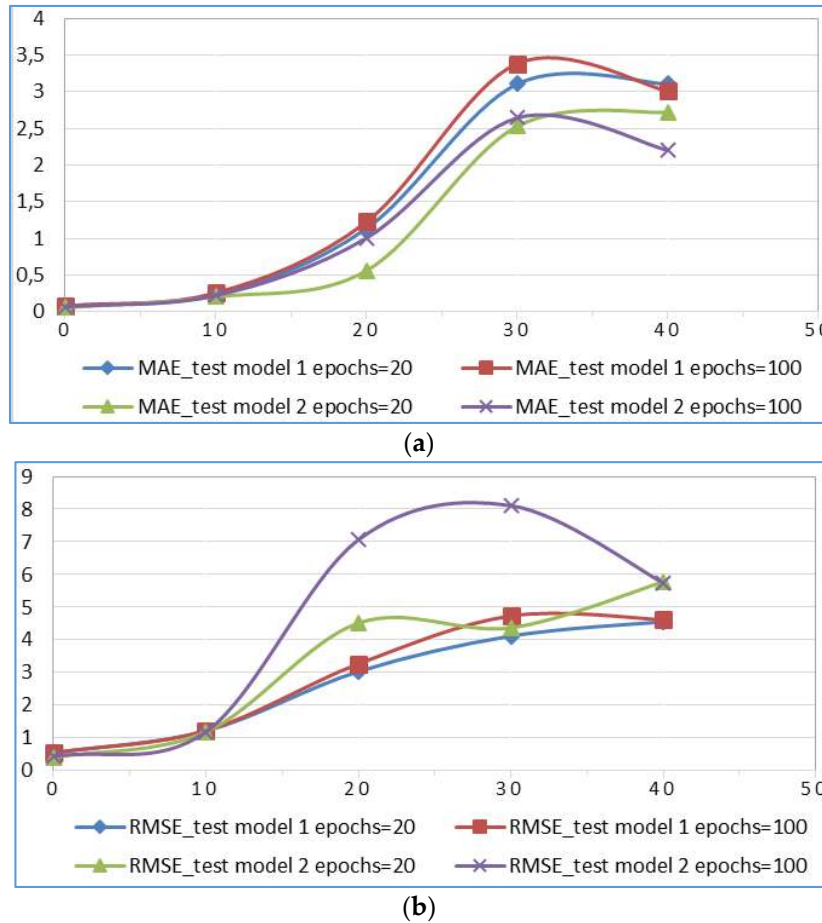 4
3,5
3
2,5
2
1,5
1
0,5
0
0 10 20 30 40 50
MAE_test model 1 epochs=20 MAE_test model 1 epochs=100
MAE_test model 2 epochs=20 MAE_test model 2 epochs=100
(a)
9
8
7
6
5
4
3
2
1
0
0 10 20 30 40 50
RMSE_test model 1 epochs=20 RMSE_test model 1 epochs=100
RMSE_test model 2 epochs=20 RMSE_test model 2 epochs=100
(b)